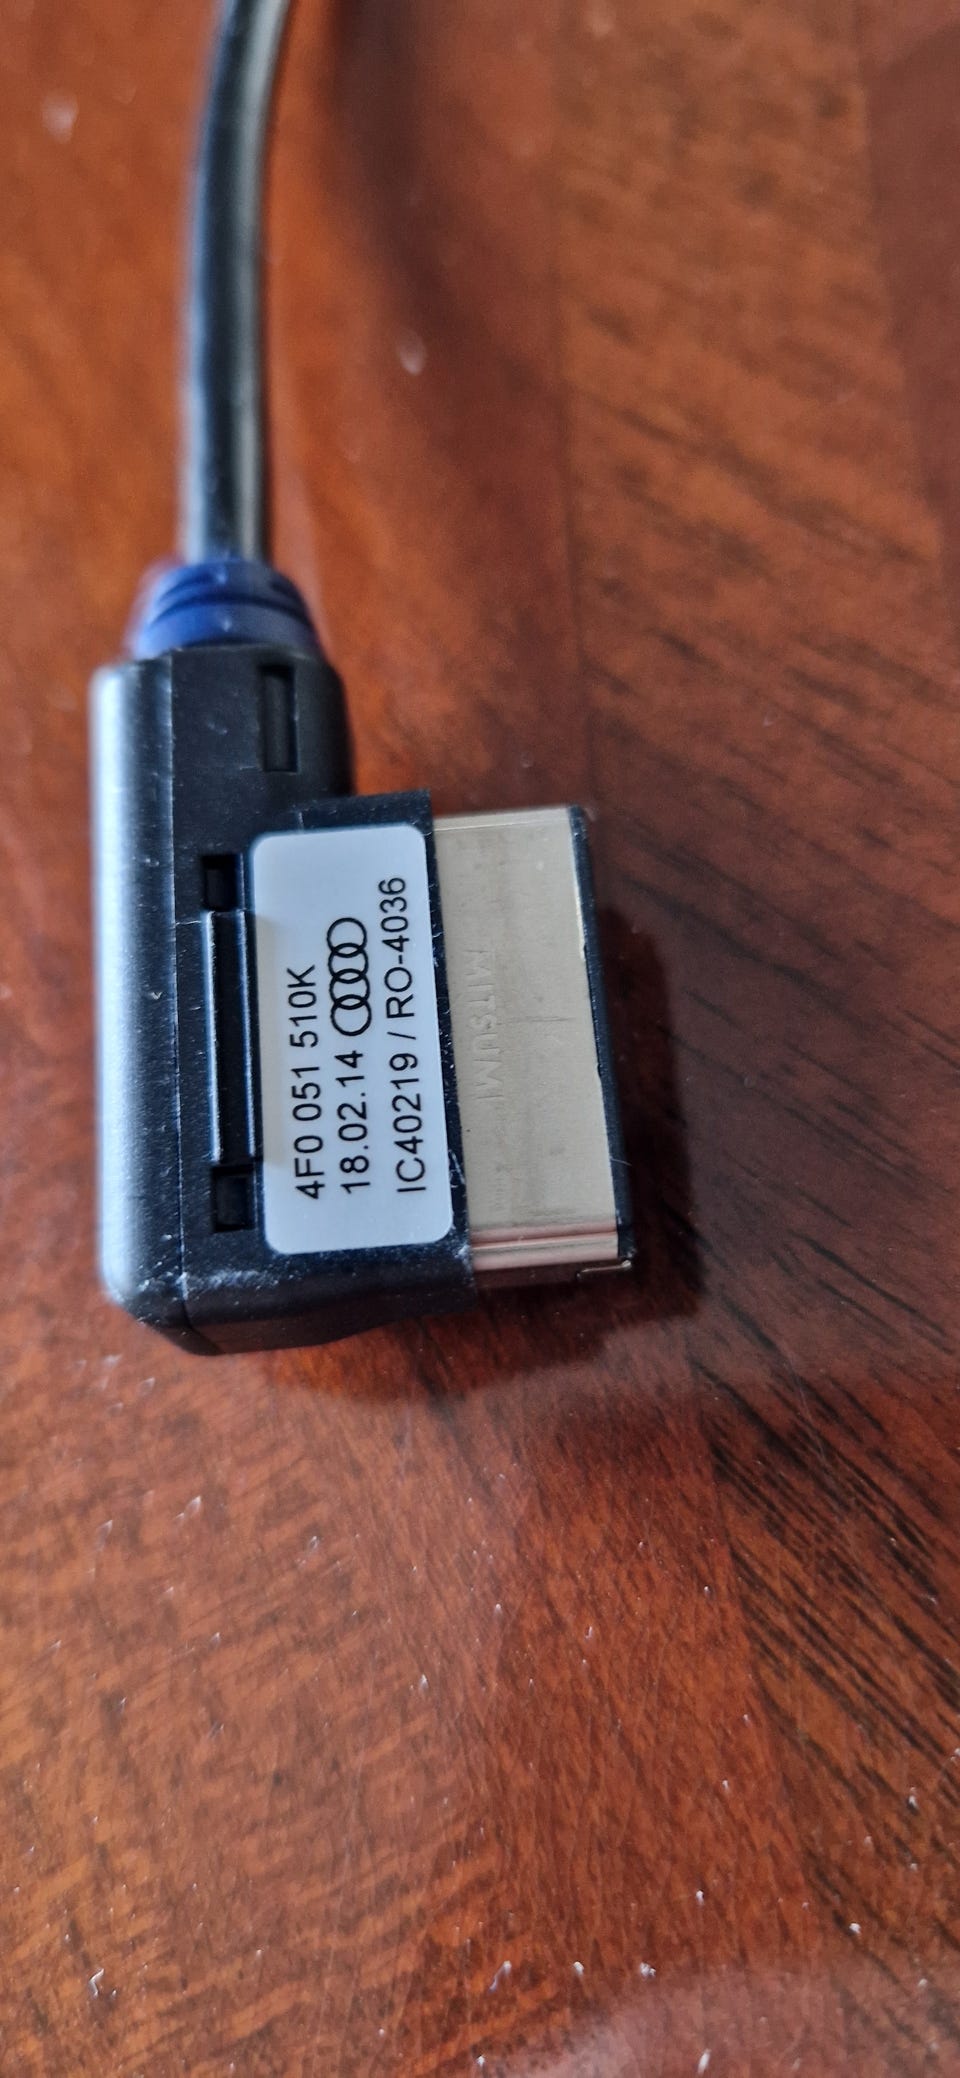 4F0 051 510K
18.02.14
IC40219 / RO-4036
MITSUMI